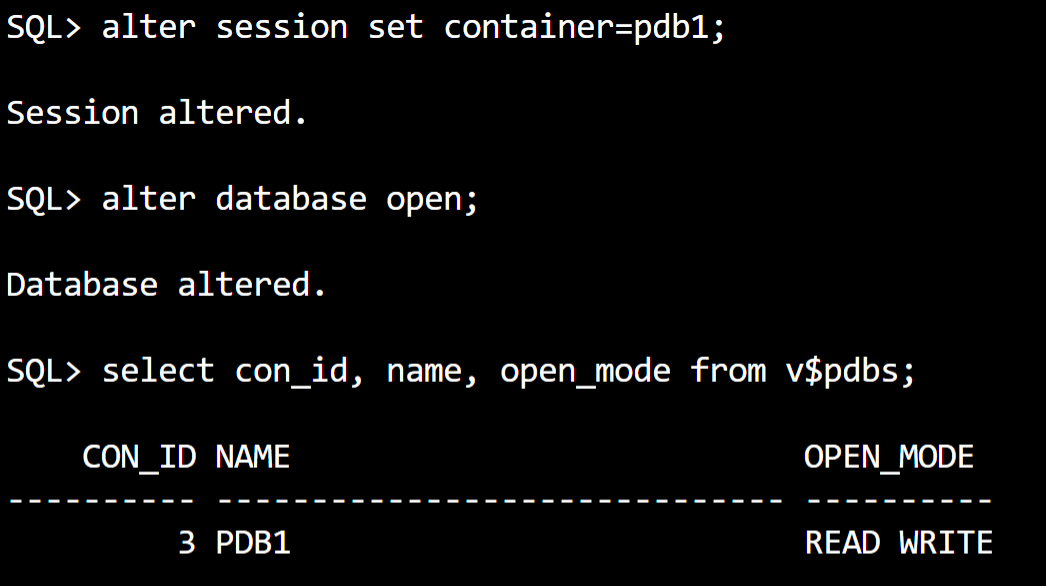 SQL> alter session set container=pdb1;
Session altered.
SQL> alter database open;
Database altered.
SQL> select con_id, name, open_mode from v$pdbs;
    CON_ID NAME                           OPEN_MODE
---------- ------------------------------ ----------
         3 PDB1                           READ WRITE